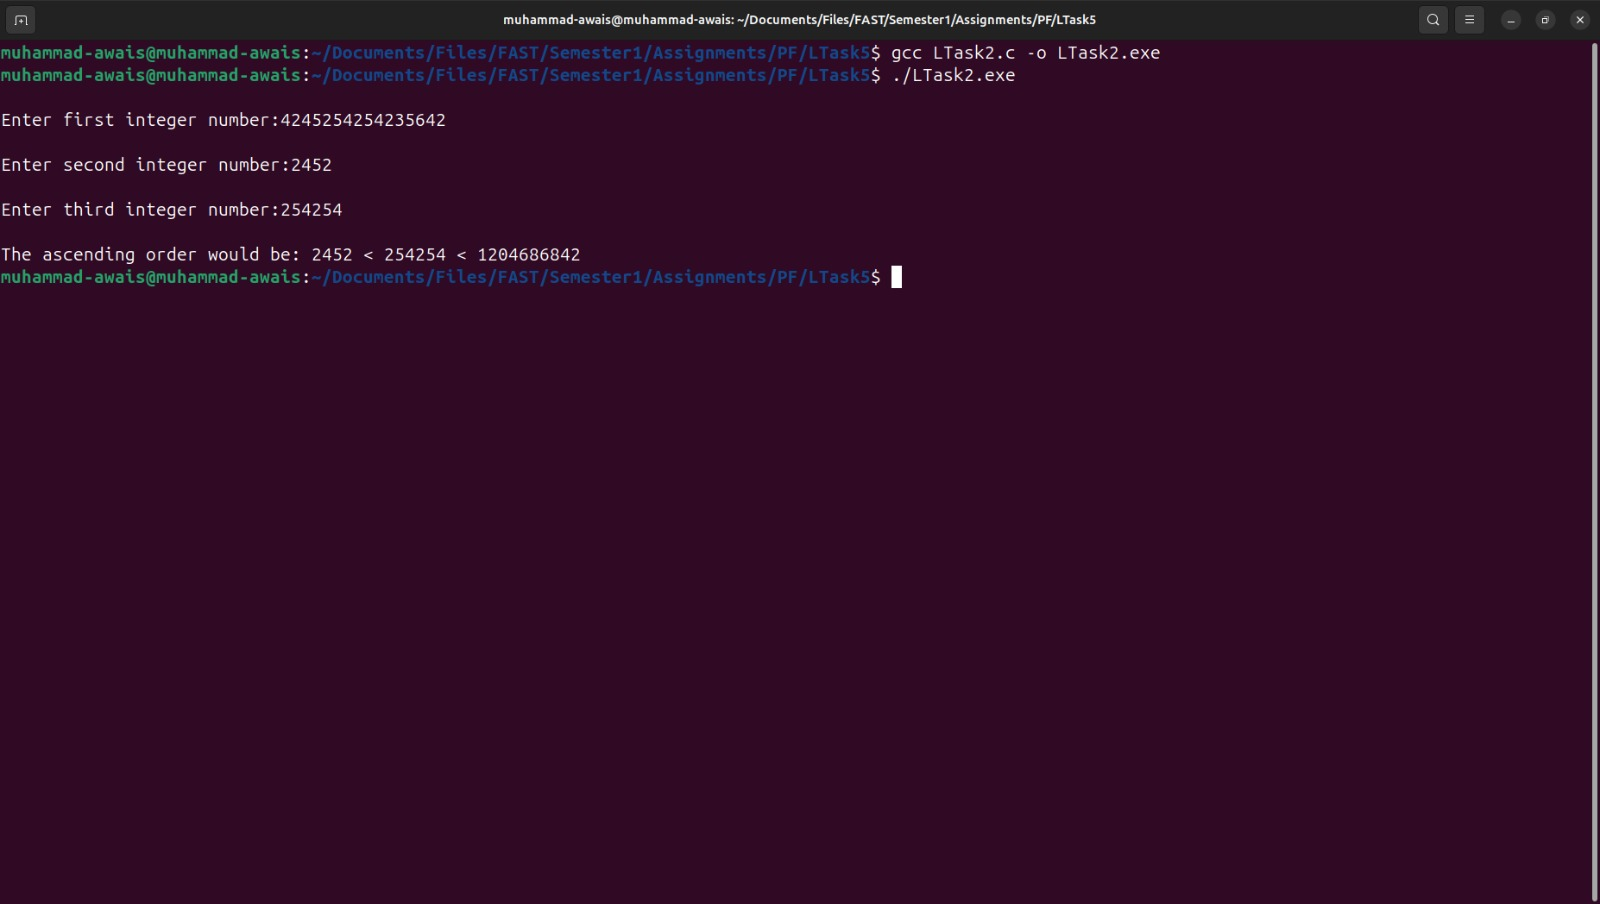 muhammad-awais@muhammad-awais: ~/Documents/Files/FAST/Semester1/Assignments/PF/LTask5
muhammad-awais@muhammad-awais:~/Documents/Files/FAST/Semester1/Assignments/PF/LTask5$ gcc LTask2.c -o LTask2.exe
muhammad-awais@muhammad-awais:~/Documents/Files/FAST/Semester1/Assignments/PF/LTask5$ ./LTask2.exe
Enter first integer number:4245254254235642
Enter second integer number:2452
Enter third integer number:254254
The ascending order would be: 2452 < 254254 < 1204686842
muhammad-awais@muhammad-awais:~/Documents/Files/FAST/Semester1/Assignments/PF/LTask5$